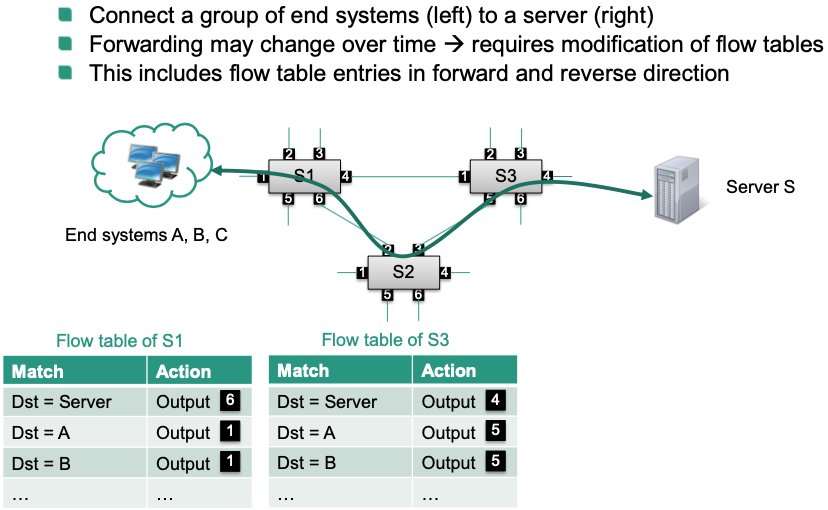 Connect a group of end systems (left) to a server (right)
Forwarding may change over time → requires modification of flow tables
This includes flow table entries in forward and reverse direction
2 3 2 3
1 S1 4 1 S3 4
5 6 5 6
Server S
End systems A, B, C
2 3
1 S2 4
5 6
Flow table of S1
Match Action
Dst = Server Output 6
Dst = A Output 1
Dst = B Output 1
... ...
Flow table of S3
Match Action
Dst = Server Output 4
Dst = A Output 5
Dst = B Output 5
... ...